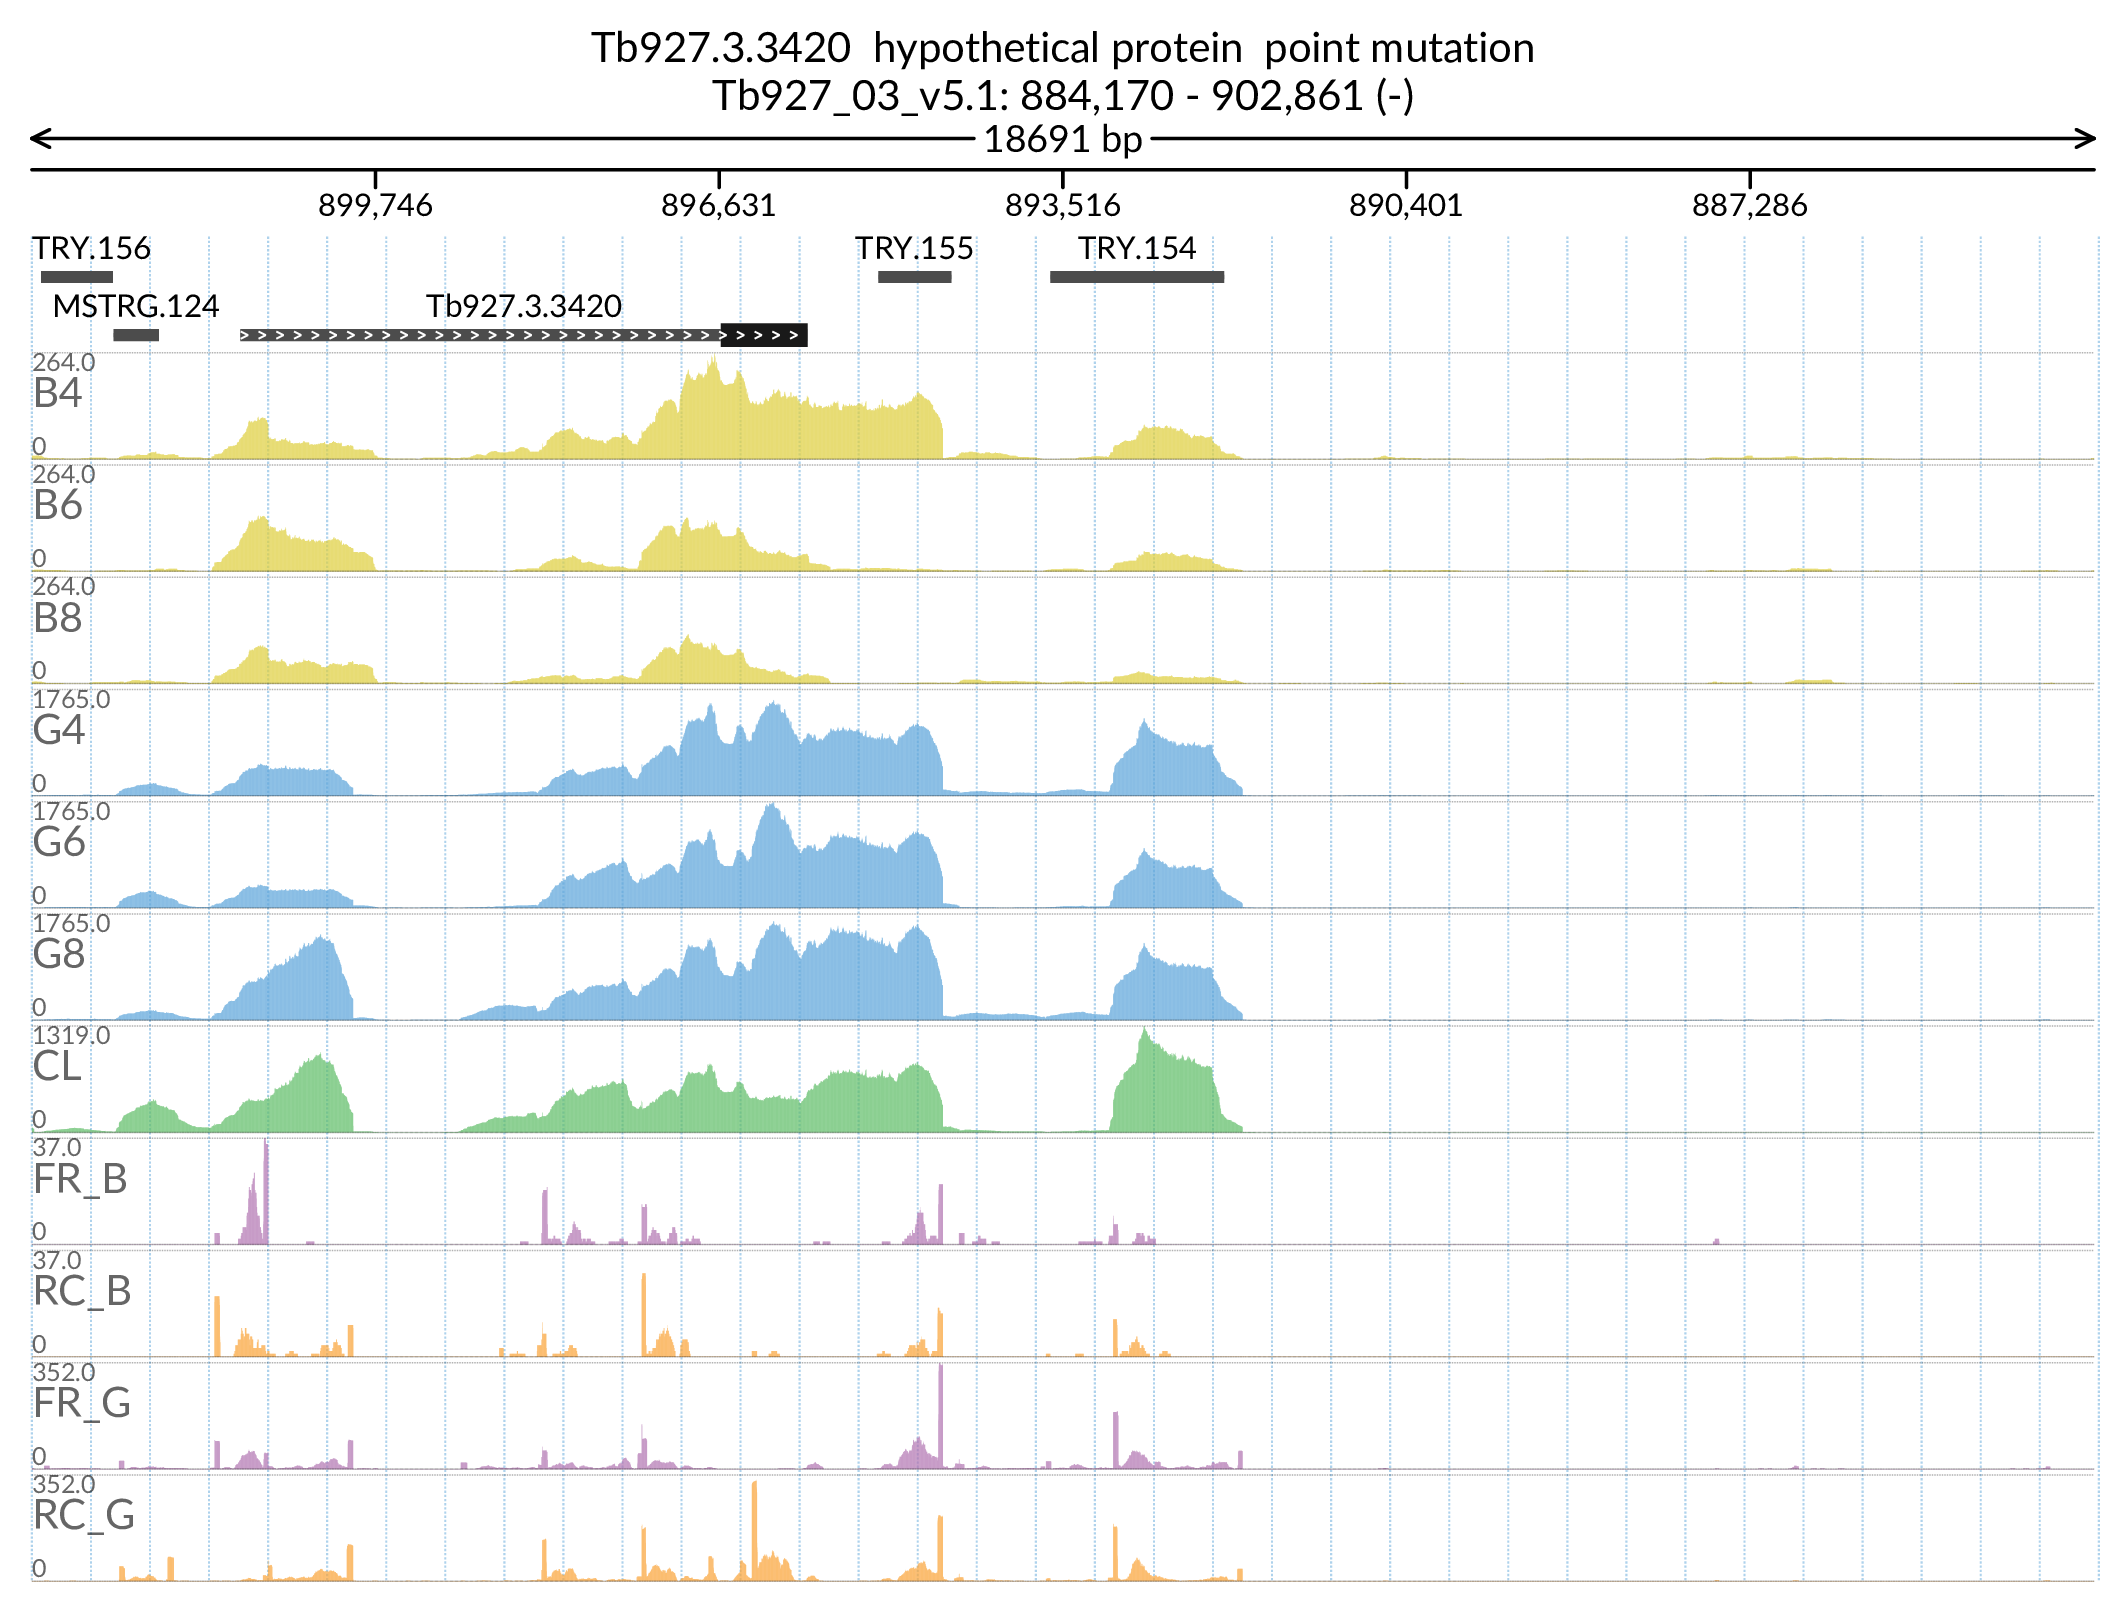 Tb927.3.3420 hypothetical protein point mutation
Tb927_03_v5.1: 884,170 - 902,861 (-)
18691 bp
899,746 896,631 893,516 890,401 887,286
TRY.156 TRY.155 TRY.154
MSTRG.124 Tb927.3.3420
264.0
B4
0
264.0
B6
0
264.0
B8
0
1765.0
G4
0
1765.0
G6
0
1765.0
G8
0
1319.0
CL
0
37.0
FR_B
0
37.0
RC_B
0
352.0
FR_G
0
352.0
RC_G
0